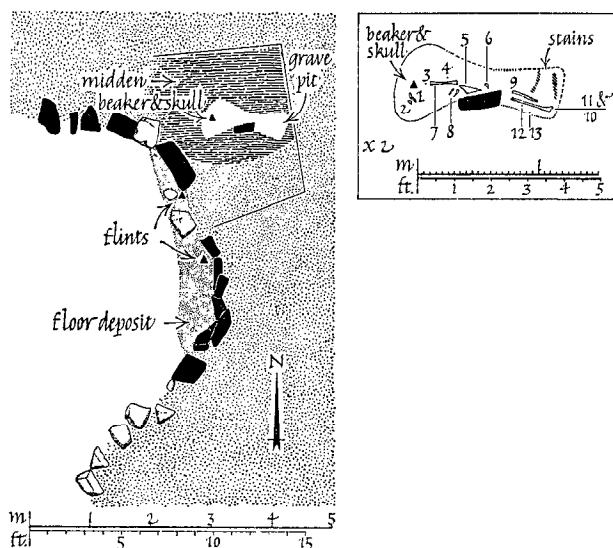 midden
beaker & skull
grave
pit
flints
floor deposit
N
m 1 2 3 4 5
ft. 5 10 15
beaker &
skull
5 6
stains
3 4
9
2 1
7 8
12 13
11 &
10
x 2
m. 1
ft. 0 1 2 3 4 5